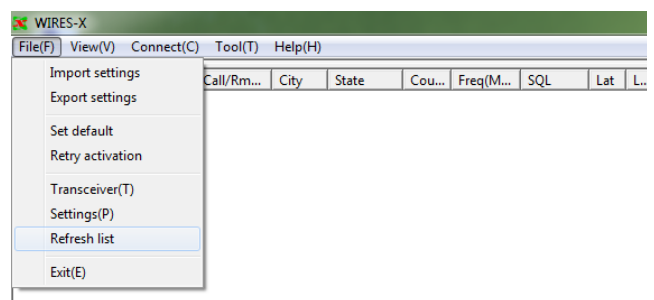 WIRES-X
File(F) View(V) Connect(C) Tool(T) Help(H)
Call/Rm... City State Cou... Freq(M... SQL Lat L...
Import settings
Export settings
Set default
Retry activation
Transceiver(T)
Settings(P)
Refresh list
Exit(E)